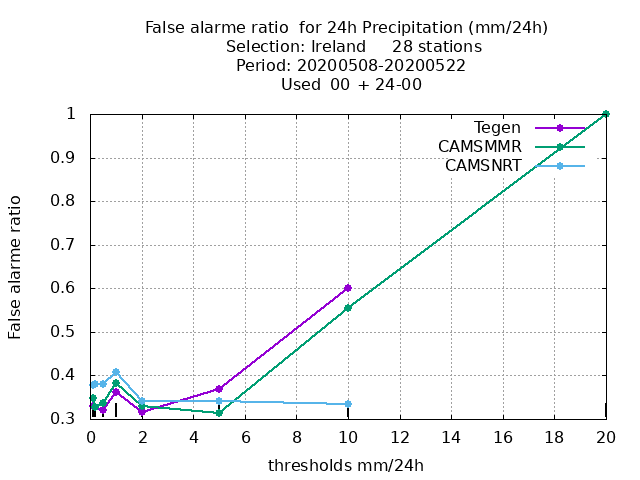 False alarme ratio  for 24h Precipitation (mm/24h)
Selection: Ireland     28 stations
Period: 20200508-20200522
Used  00 + 24-00
Tegen
CAMSMMR
CAMSNRT
False alarme ratio
1
0.9
0.8
0.7
0.6
0.5
0.4
0.3
0 2 4 6 8 10 12 14 16 18 20
thresholds mm/24h